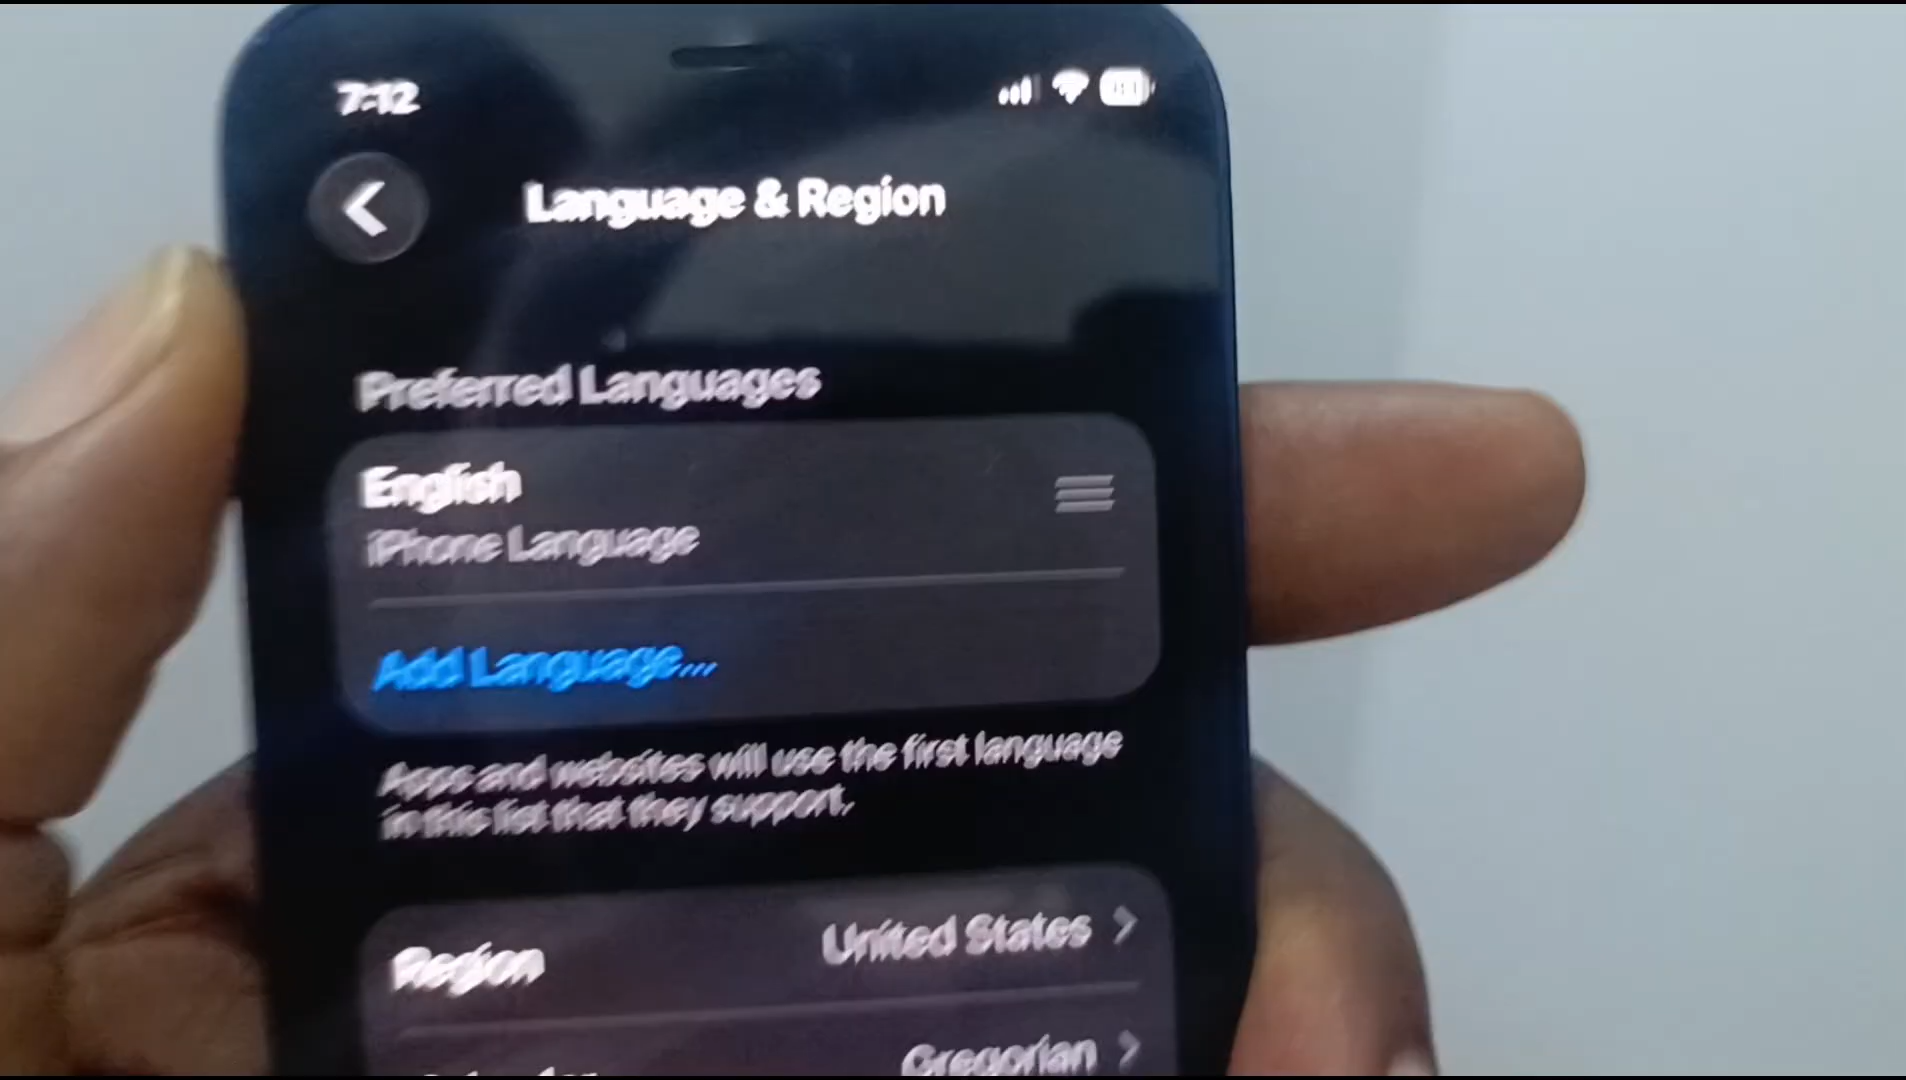 7:12
Language & Region
Preferred Languages
English
iPhone Language
Add Language...
Apps and websites will use the first language
in this list that they support.
Region United States
Gregorian